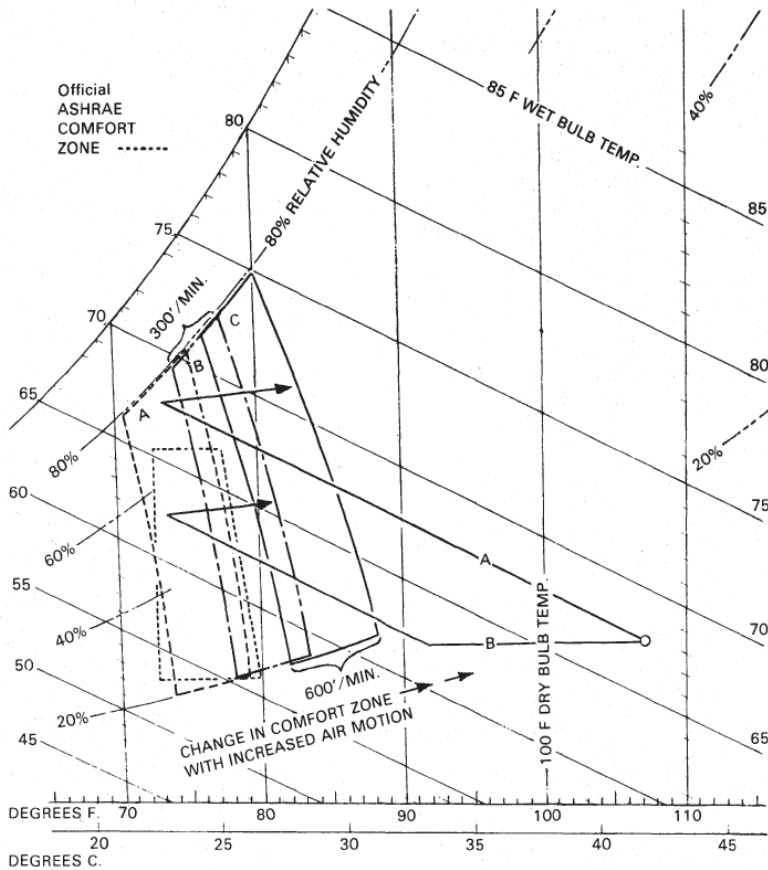 Official
ASHRAE
COMFORT
ZONE
85 F WET BULB TEMP.
40%
80
80% RELATIVE HUMIDITY
85
75
300'/MIN.
70
C
B
A
80
65
20%
80%
60
75
60%
A
55
40%
70
B
50
600'/MIN.
20%
CHANGE IN COMFORT ZONE
WITH INCREASED AIR MOTION
100 F DRY BULB TEMP.
65
45
DEGREES F. 70 80 90 100 110
20 25 30 35 40 45
DEGREES C.